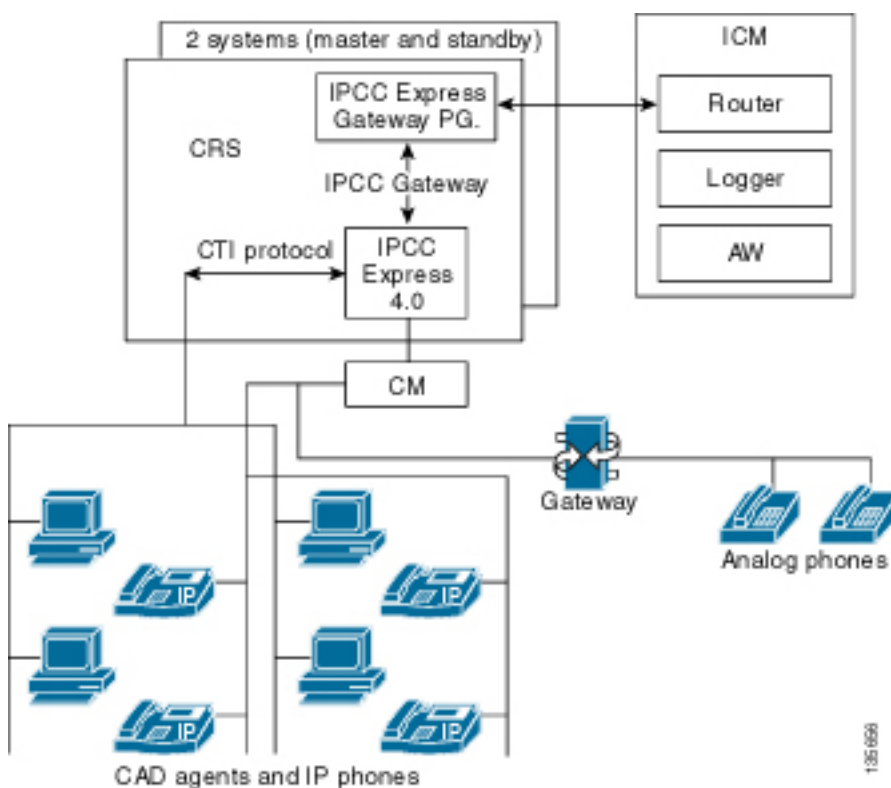 2 systems (master and standby)
ICM
IPCC Express
Gateway PG.
Router
CRS
IPCC Gateway
Logger
CTI protocol
IPCC
Express
4.0
AW
CM
Gateway
Analog phones
IP
IP
IP
IP
CAD agents and IP phones
135656